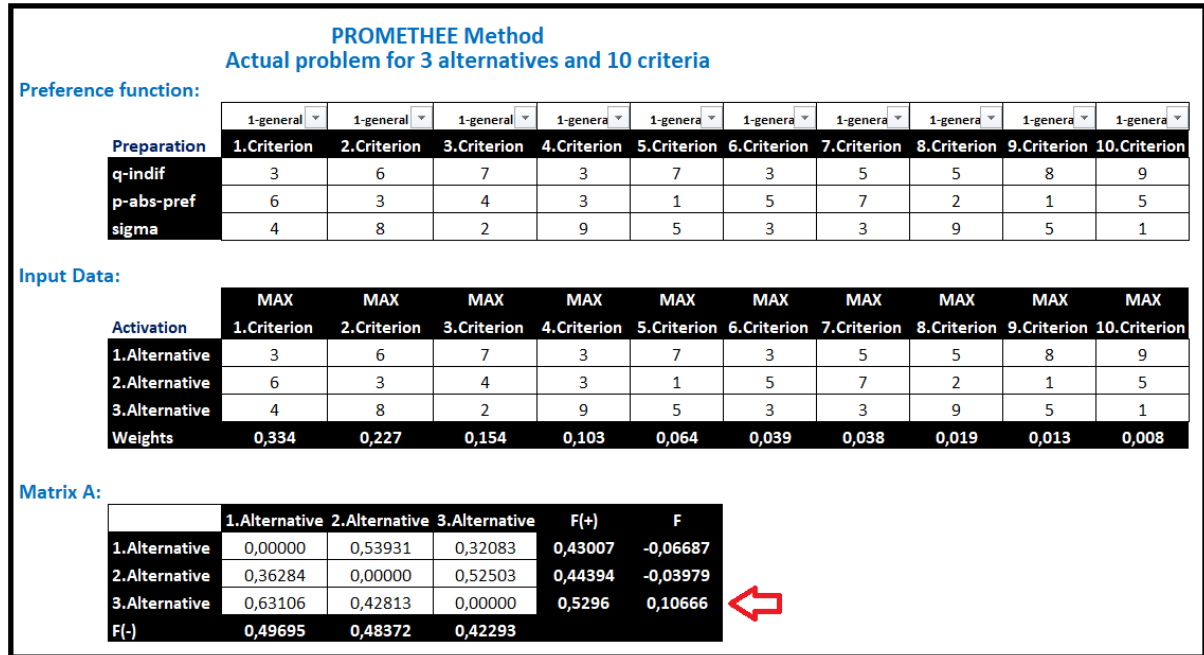 PROMETHEE Method
Actual problem for 3 alternatives and 10 criteria
Preference function:
1-general 1-general 1-general 1-genera 1-genera 1-genera 1-genera 1-genera 1-genera 1-genera
Preparation 1.Criterion 2.Criterion 3.Criterion 4.Criterion 5.Criterion 6.Criterion 7.Criterion 8.Criterion 9.Criterion 10.Criterion
q-indif 3 6 7 3 7 3 5 5 8 9
p-abs-pref 6 3 4 3 1 5 7 2 1 5
sigma 4 8 2 9 5 3 3 9 5 1
Input Data:
MAX MAX MAX MAX MAX MAX MAX MAX MAX MAX
Activation 1.Criterion 2.Criterion 3.Criterion 4.Criterion 5.Criterion 6.Criterion 7.Criterion 8.Criterion 9.Criterion 10.Criterion
1.Alternative 3 6 7 3 7 3 5 5 8 9
2.Alternative 6 3 4 3 1 5 7 2 1 5
3.Alternative 4 8 2 9 5 3 3 9 5 1
Weights 0,334 0,227 0,154 0,103 0,064 0,039 0,038 0,019 0,013 0,008
Matrix A:
1.Alternative 2.Alternative 3.Alternative F(+) F
1.Alternative 0,00000 0,53931 0,32083 0,43007 -0,06687
2.Alternative 0,36284 0,00000 0,52503 0,44394 -0,03979
3.Alternative 0,63106 0,42813 0,00000 0,5296 0,10666
F(-) 0,49695 0,48372 0,42293